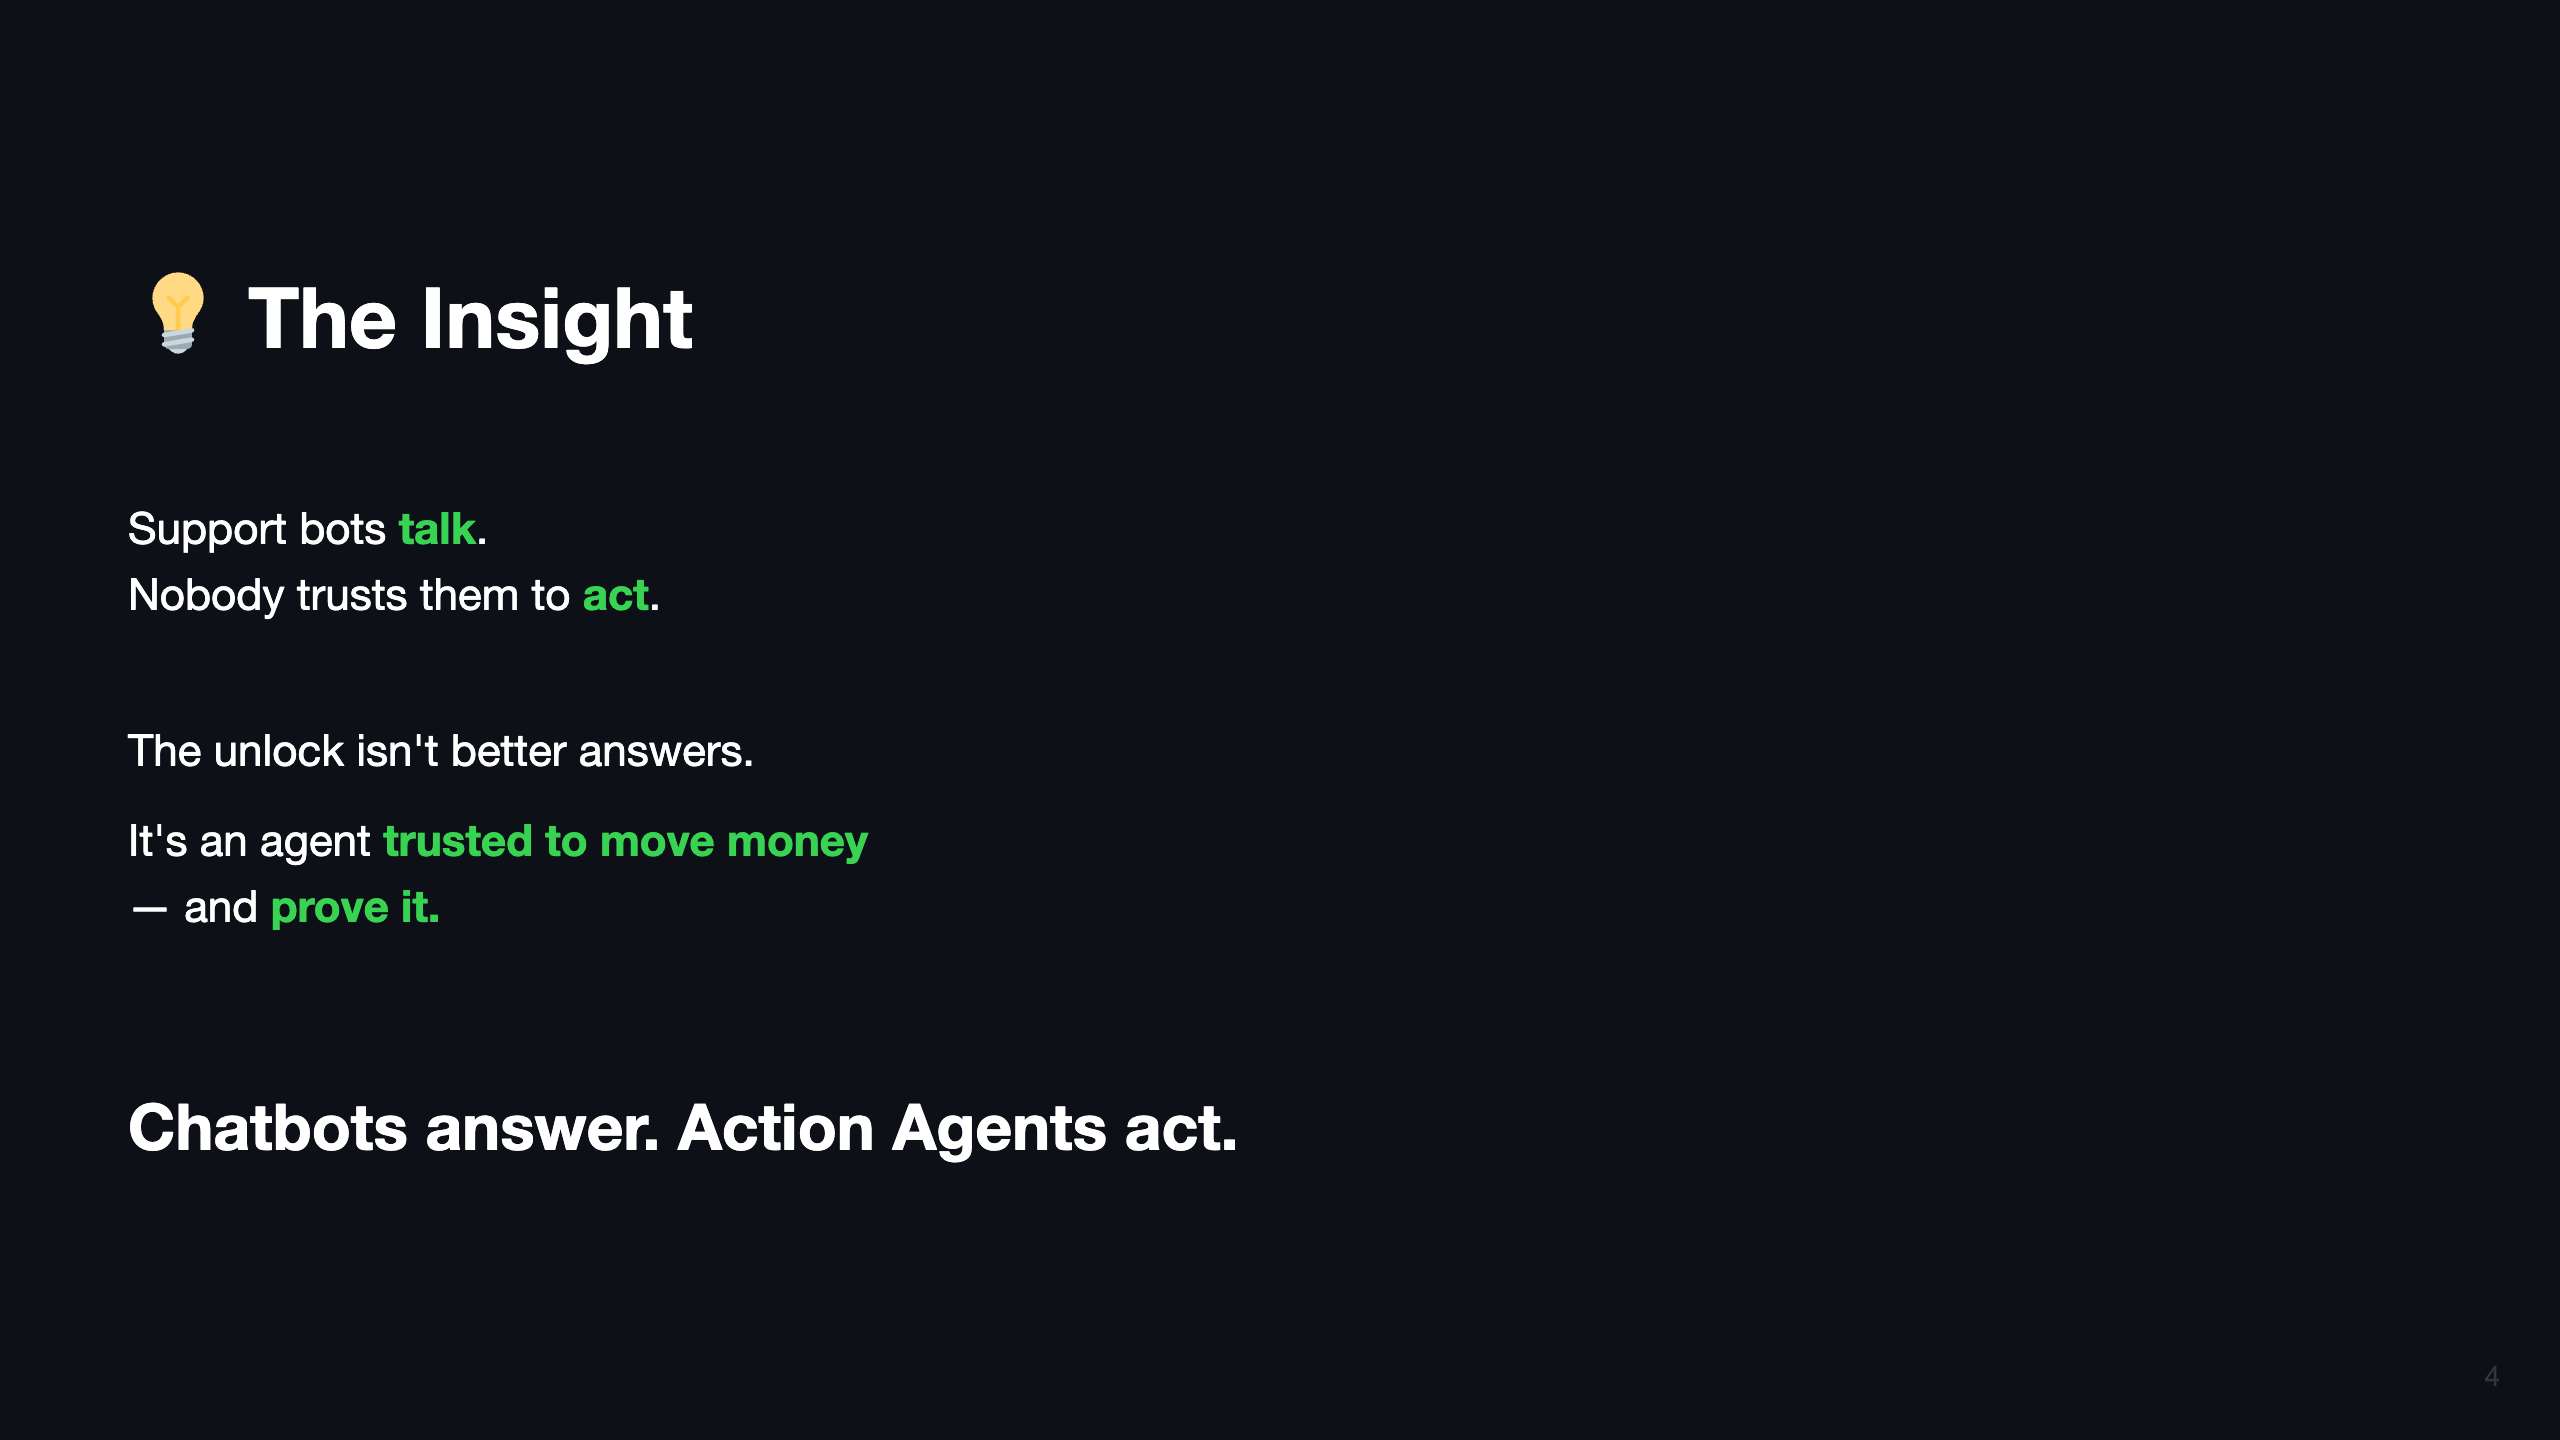 💡 The Insight
Support bots talk.
Nobody trusts them to act.
The unlock isn't better answers.
It's an agent trusted to move money
— and prove it.
Chatbots answer. Action Agents act.
4